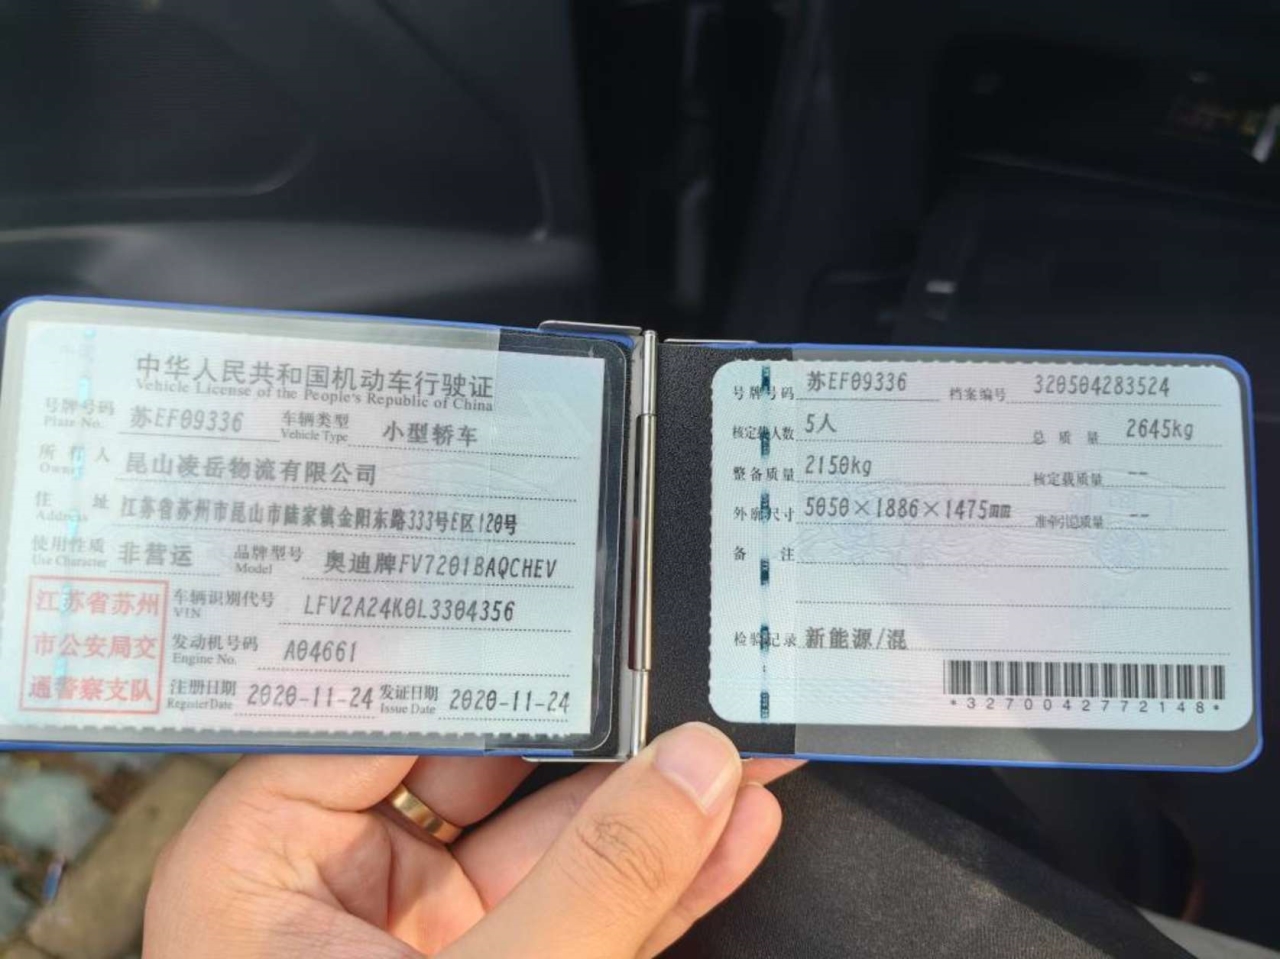 中华人民共和国机动车行驶证
Vehicle License of the People's Republic of China
号牌号码 苏EF09336 车辆类型 小型轿车
Plate No. Vehicle Type
所有人 昆山凌岳物流有限公司
Owner
住址 江苏省苏州市昆山市陆家镇金阳东路333号E区120号
Address
使用性质 非营运 品牌型号 奥迪牌FV7201BAQCHEV
Use Character Model
江苏省苏州
市公安局交
通警察支队
车辆识别代号 LFV2A24K0L3304356
VIN
发动机号码 A04661
Engine No.
注册日期 2020-11-24 发证日期 2020-11-24
Register Date Issue Date
号牌号码 苏EF09336 档案编号 320504283524
核定载人数 5人 总质量 2645kg
整备质量 2150kg 核定载质量 --
外廓尺寸 5050×1886×1475mm 准牵引总质量 --
备注
检验记录 新能源/混
*3270042772148*